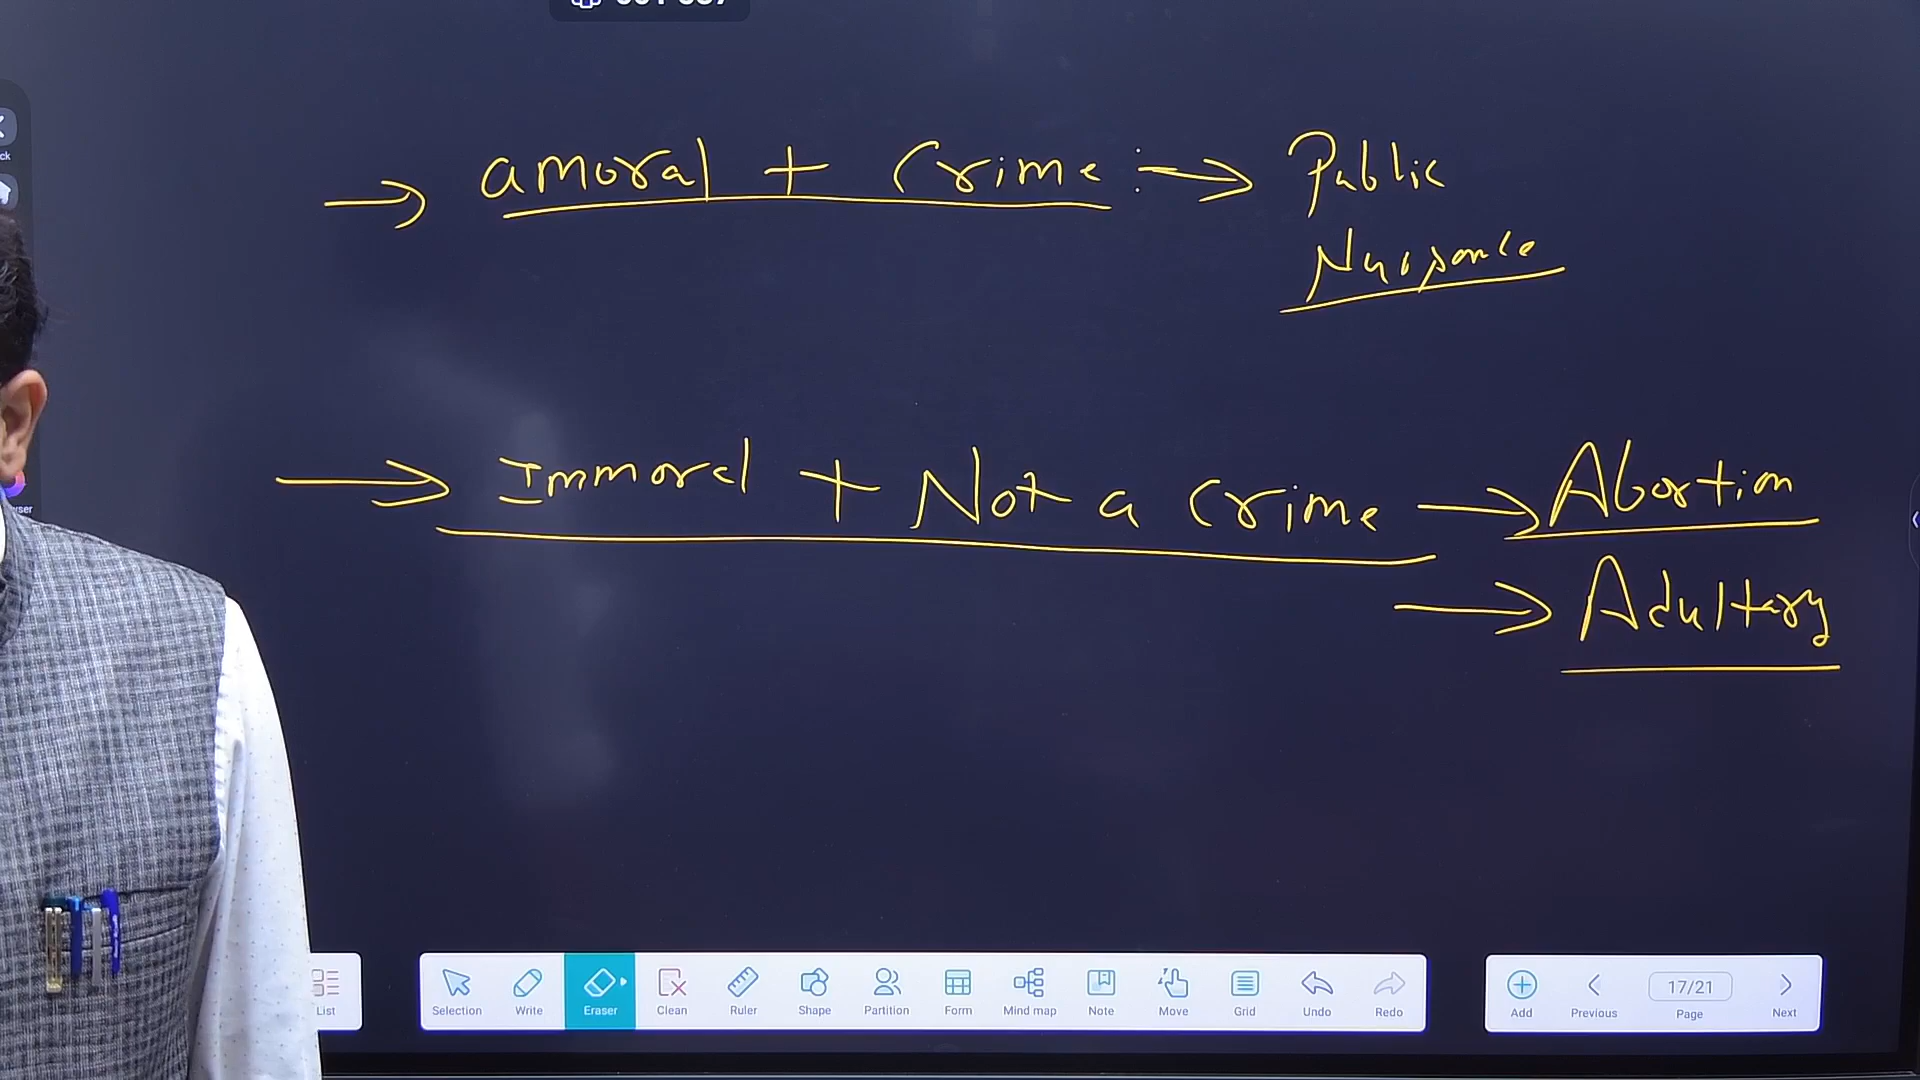 → amoral + Crime :→ Public
Nuisance
→ Immoral + Not a crime → Abortion
→ Adultary
List
Selection Write Eraser Clean Ruler Shape Partition Form Mind map Note Move Grid Undo Redo
17/21
Add Previous Page Next